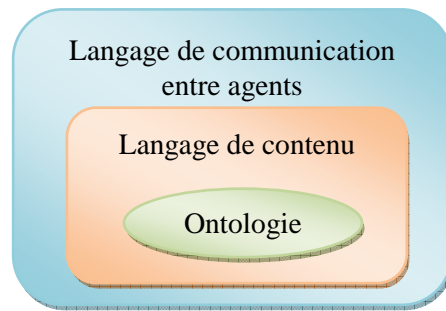 Langage de communication
entre agents
Langage de contenu
Ontologie